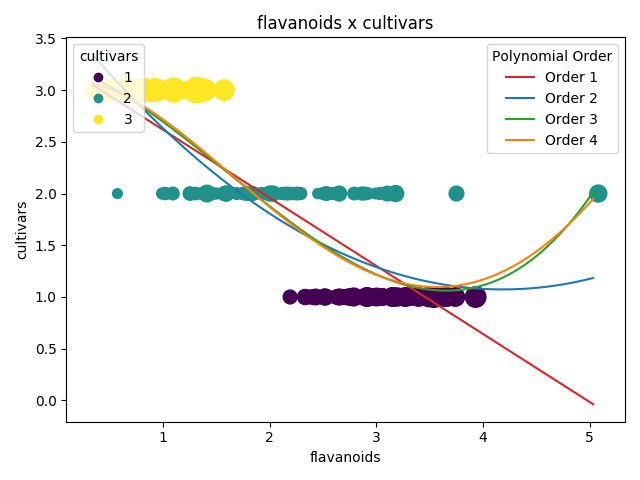 flavanoids x cultivars
cultivars
1
2
3
Polynomial Order
Order 1
Order 2
Order 3
Order 4
cultivars
3.5
3.0
2.5
2.0
1.5
1.0
0.5
0.0
1 2 3 4 5
flavanoids